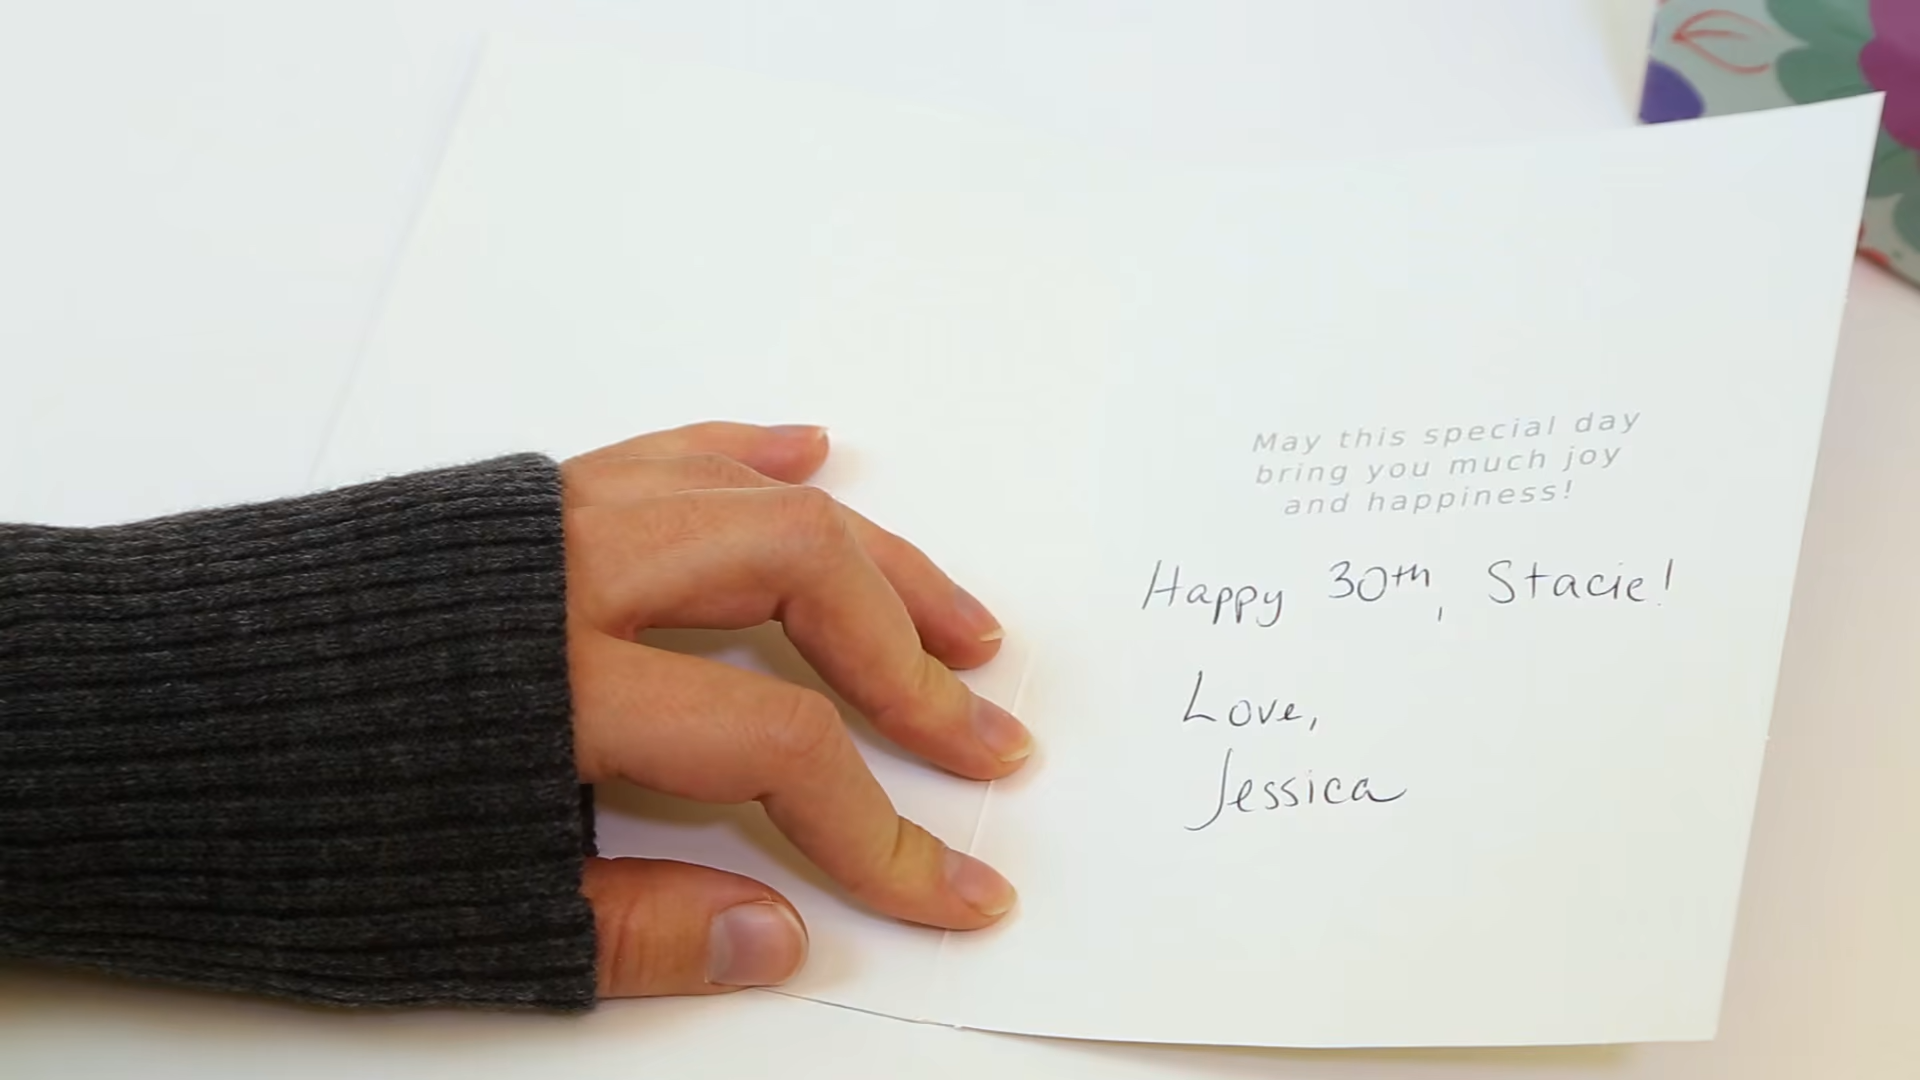 May this special day
bring you much joy
and happiness!
Happy 30th, Stacie!
Love,
Jessica